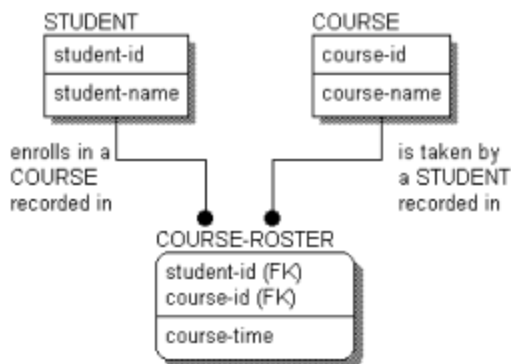 STUDENT
student-id
student-name
COURSE
course-id
course-name
enrolls in a
COURSE
recorded in
is taken by
a STUDENT
recorded in
COURSE-ROSTER
student-id (FK)
course-id (FK)
course-time